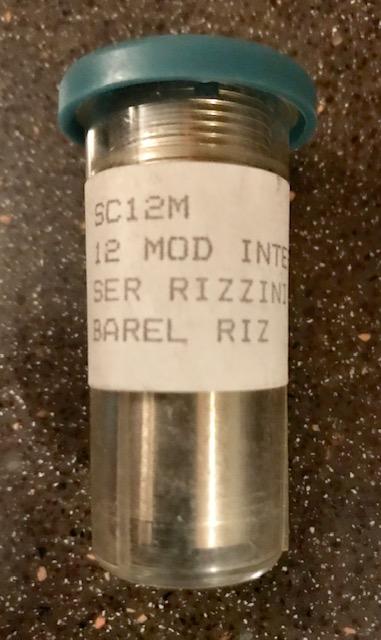 SC12M
12 MOD INTE
SER RIZZINI
BAREL RIZ